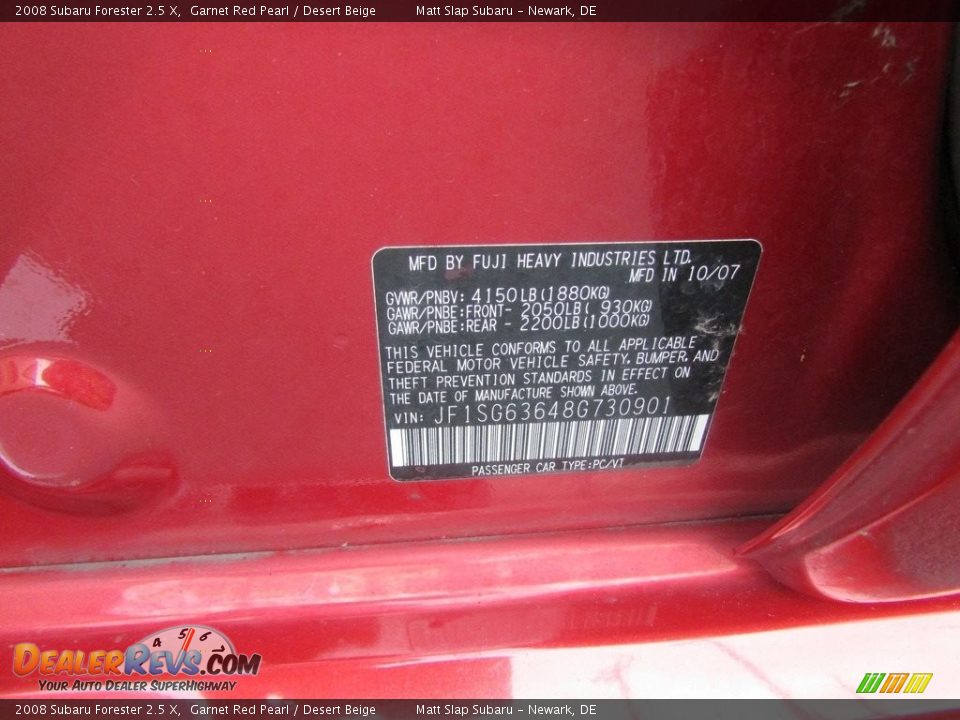 2008 Subaru Forester 2.5 X,  Garnet Red Pearl / Desert Beige          Matt Slap Subaru - Newark, DE
MFD BY FUJI HEAVY INDUSTRIES LTD.
MFD IN 10/07
GVWR/PNBV: 4150LB(1880KG)
GAWR/PNBE:FRONT- 2050LB( 930KG)
GAWR/PNBE:REAR - 2200LB(1000KG)
THIS VEHICLE CONFORMS TO ALL APPLICABLE
FEDERAL MOTOR VEHICLE SAFETY, BUMPER, AND
THEFT PREVENTION STANDARDS IN EFFECT ON
THE DATE OF MANUFACTURE SHOWN ABOVE.
VIN: JF1SG63648G730901
PASSENGER CAR TYPE:PC/VT
4 5 6
DEALERREVS.COM
YOUR AUTO DEALER SUPERHIGHWAY
2008 Subaru Forester 2.5 X,  Garnet Red Pearl / Desert Beige          Matt Slap Subaru - Newark, DE